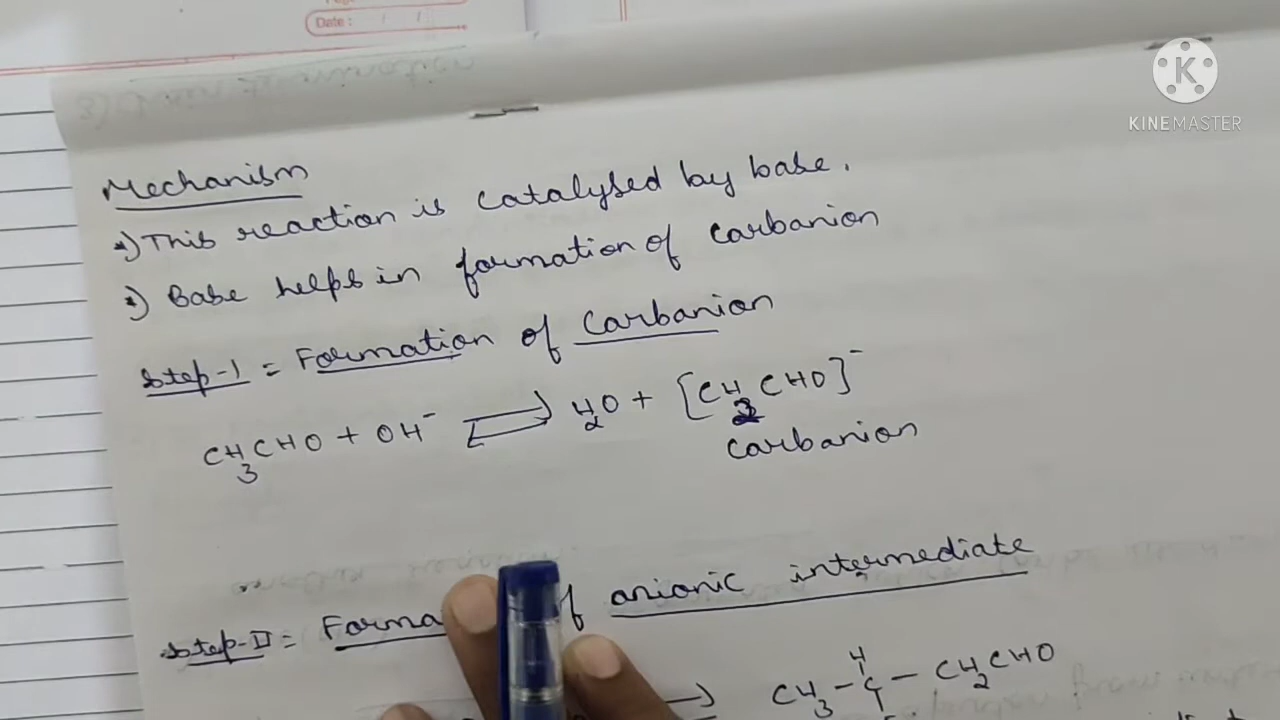 Date :
KINEMASTER
Mechanism
*) This reaction is catalysed by base.
*) Base helps in formation of carbanion
Step-I = Formation of Carbanion
CH₃CHO + OH⁻ ⇌ H₂O + [CH₂CHO]⁻
carbanion
Step-II = Forma of anionic intermediate
H
CH₃ - C - CH₂CHO